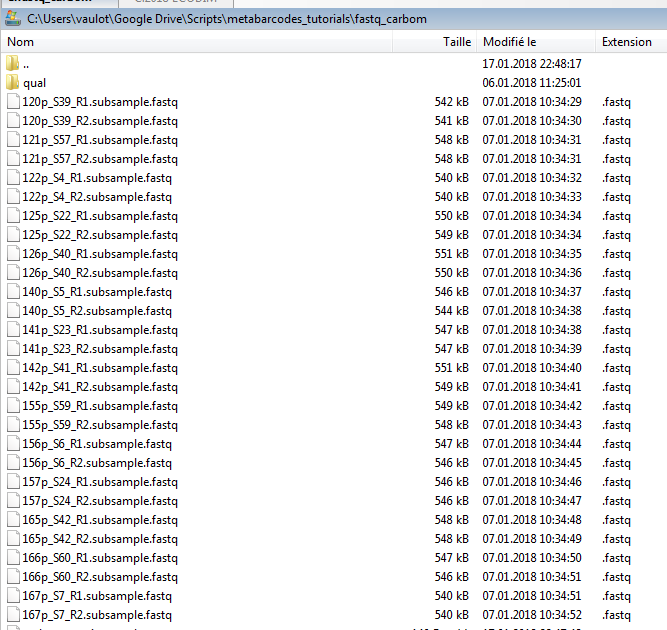 CI2018 ECODIM
C:\Users\vaulot\Google Drive\Scripts\metabarcodes_tutorials\fastq_carbom
Nom Taille Modifié le Extension
.. 17.01.2018 22:48:17
qual 06.01.2018 11:25:01
120p_S39_R1.subsample.fastq 542 kB 07.01.2018 10:34:29 .fastq
120p_S39_R2.subsample.fastq 541 kB 07.01.2018 10:34:30 .fastq
121p_S57_R1.subsample.fastq 548 kB 07.01.2018 10:34:31 .fastq
121p_S57_R2.subsample.fastq 548 kB 07.01.2018 10:34:31 .fastq
122p_S4_R1.subsample.fastq 540 kB 07.01.2018 10:34:32 .fastq
122p_S4_R2.subsample.fastq 540 kB 07.01.2018 10:34:33 .fastq
125p_S22_R1.subsample.fastq 550 kB 07.01.2018 10:34:34 .fastq
125p_S22_R2.subsample.fastq 549 kB 07.01.2018 10:34:34 .fastq
126p_S40_R1.subsample.fastq 551 kB 07.01.2018 10:34:35 .fastq
126p_S40_R2.subsample.fastq 550 kB 07.01.2018 10:34:36 .fastq
140p_S5_R1.subsample.fastq 546 kB 07.01.2018 10:34:37 .fastq
140p_S5_R2.subsample.fastq 544 kB 07.01.2018 10:34:38 .fastq
141p_S23_R1.subsample.fastq 547 kB 07.01.2018 10:34:38 .fastq
141p_S23_R2.subsample.fastq 547 kB 07.01.2018 10:34:39 .fastq
142p_S41_R1.subsample.fastq 551 kB 07.01.2018 10:34:40 .fastq
142p_S41_R2.subsample.fastq 549 kB 07.01.2018 10:34:41 .fastq
155p_S59_R1.subsample.fastq 549 kB 07.01.2018 10:34:42 .fastq
155p_S59_R2.subsample.fastq 548 kB 07.01.2018 10:34:43 .fastq
156p_S6_R1.subsample.fastq 547 kB 07.01.2018 10:34:44 .fastq
156p_S6_R2.subsample.fastq 546 kB 07.01.2018 10:34:45 .fastq
157p_S24_R1.subsample.fastq 546 kB 07.01.2018 10:34:46 .fastq
157p_S24_R2.subsample.fastq 546 kB 07.01.2018 10:34:47 .fastq
165p_S42_R1.subsample.fastq 548 kB 07.01.2018 10:34:48 .fastq
165p_S42_R2.subsample.fastq 548 kB 07.01.2018 10:34:49 .fastq
166p_S60_R1.subsample.fastq 547 kB 07.01.2018 10:34:50 .fastq
166p_S60_R2.subsample.fastq 546 kB 07.01.2018 10:34:51 .fastq
167p_S7_R1.subsample.fastq 540 kB 07.01.2018 10:34:51 .fastq
167p_S7_R2.subsample.fastq 540 kB 07.01.2018 10:34:52 .fastq